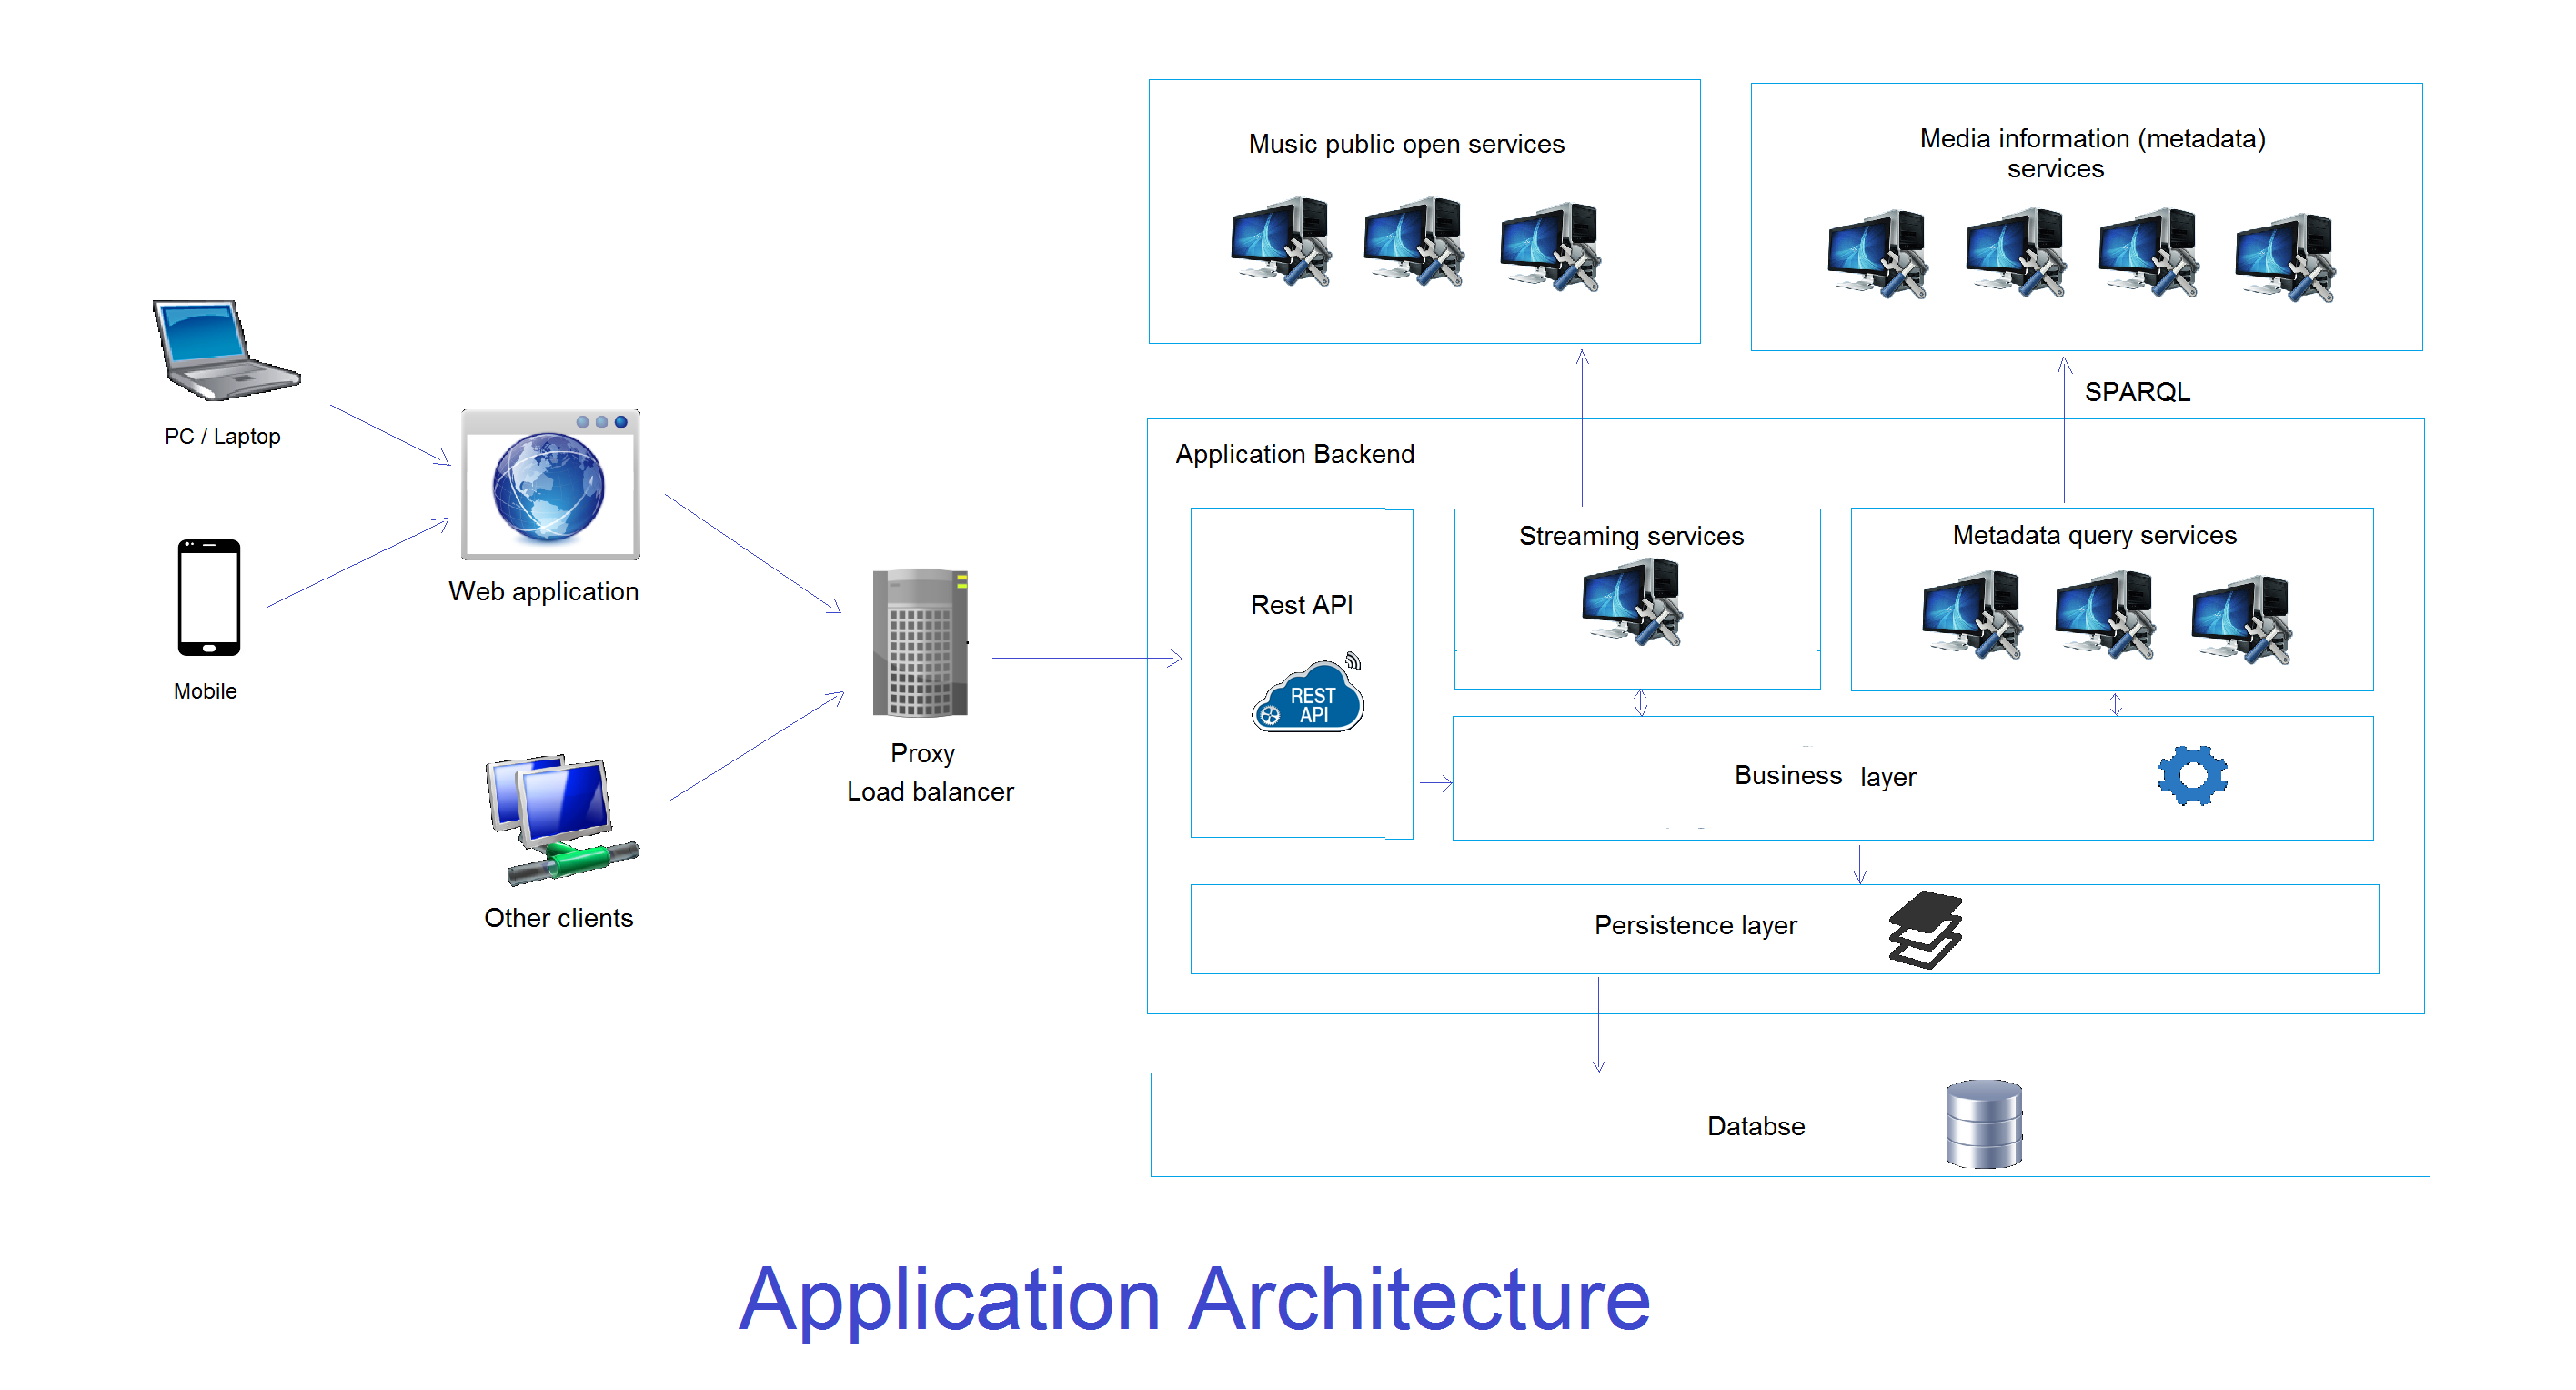 Music public open services
Media information (metadata)
services
SPARQL
PC / Laptop
Application Backend
Streaming services
Metadata query services
Web application
Rest API
REST
API
Mobile
Proxy
Load balancer
Business layer
Other clients
Persistence layer
Databse
Application Architecture